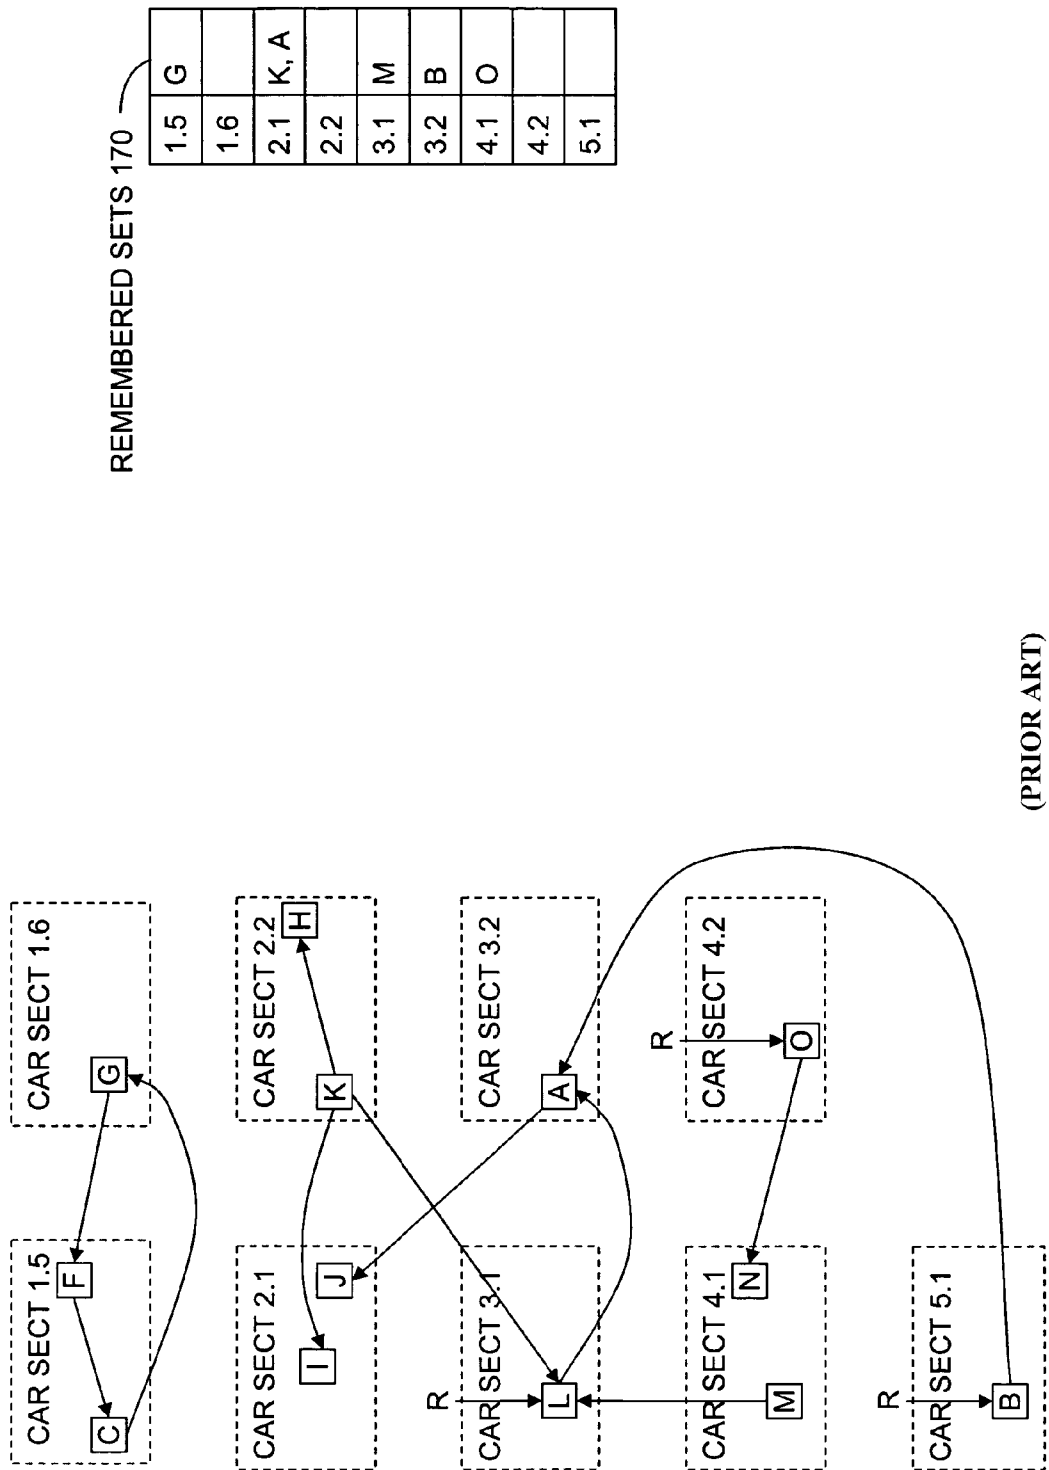 REMEMBERED SETS 170
1.5 G
1.6
2.1 K, A
2.2
3.1 M
3.2 B
4.1 O
4.2
5.1
CAR SECT 1.5
F
C
CAR SECT 1.6
G
CAR SECT 2.1
I
J
CAR SECT 2.2
K
H
R
CAR SECT 3.1
L
CAR SECT 3.2
A
CAR SECT 4.1
M
N
R
CAR SECT 4.2
O
R
CAR SECT 5.1
B
(PRIOR ART)